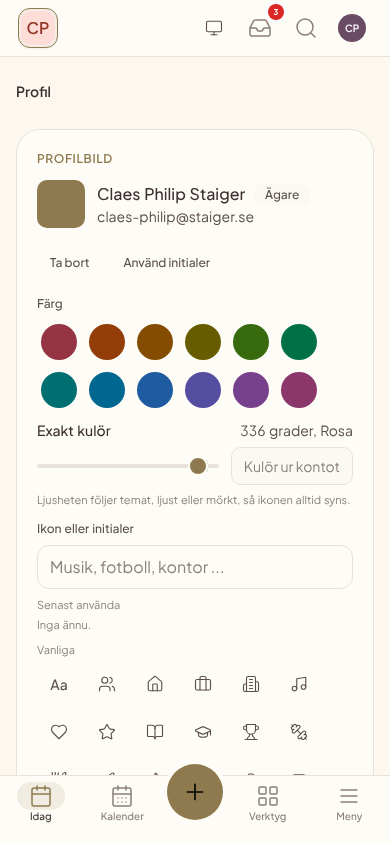 CP
3
CP
Profil
PROFILBILD
Claes Philip Staiger
Ägare
claes-philip@staiger.se
Ta bort
Använd initialer
Färg
Exakt kulör
336 grader, Rosa
Kulör ur kontot
Ljusheten följer temat, ljust eller mörkt, så ikonen alltid syns.
Ikon eller initialer
Musik, fotboll, kontor ...
Senast använda
Inga ännu.
Vanliga
Aa
Idag
Kalender
Verktyg
Meny